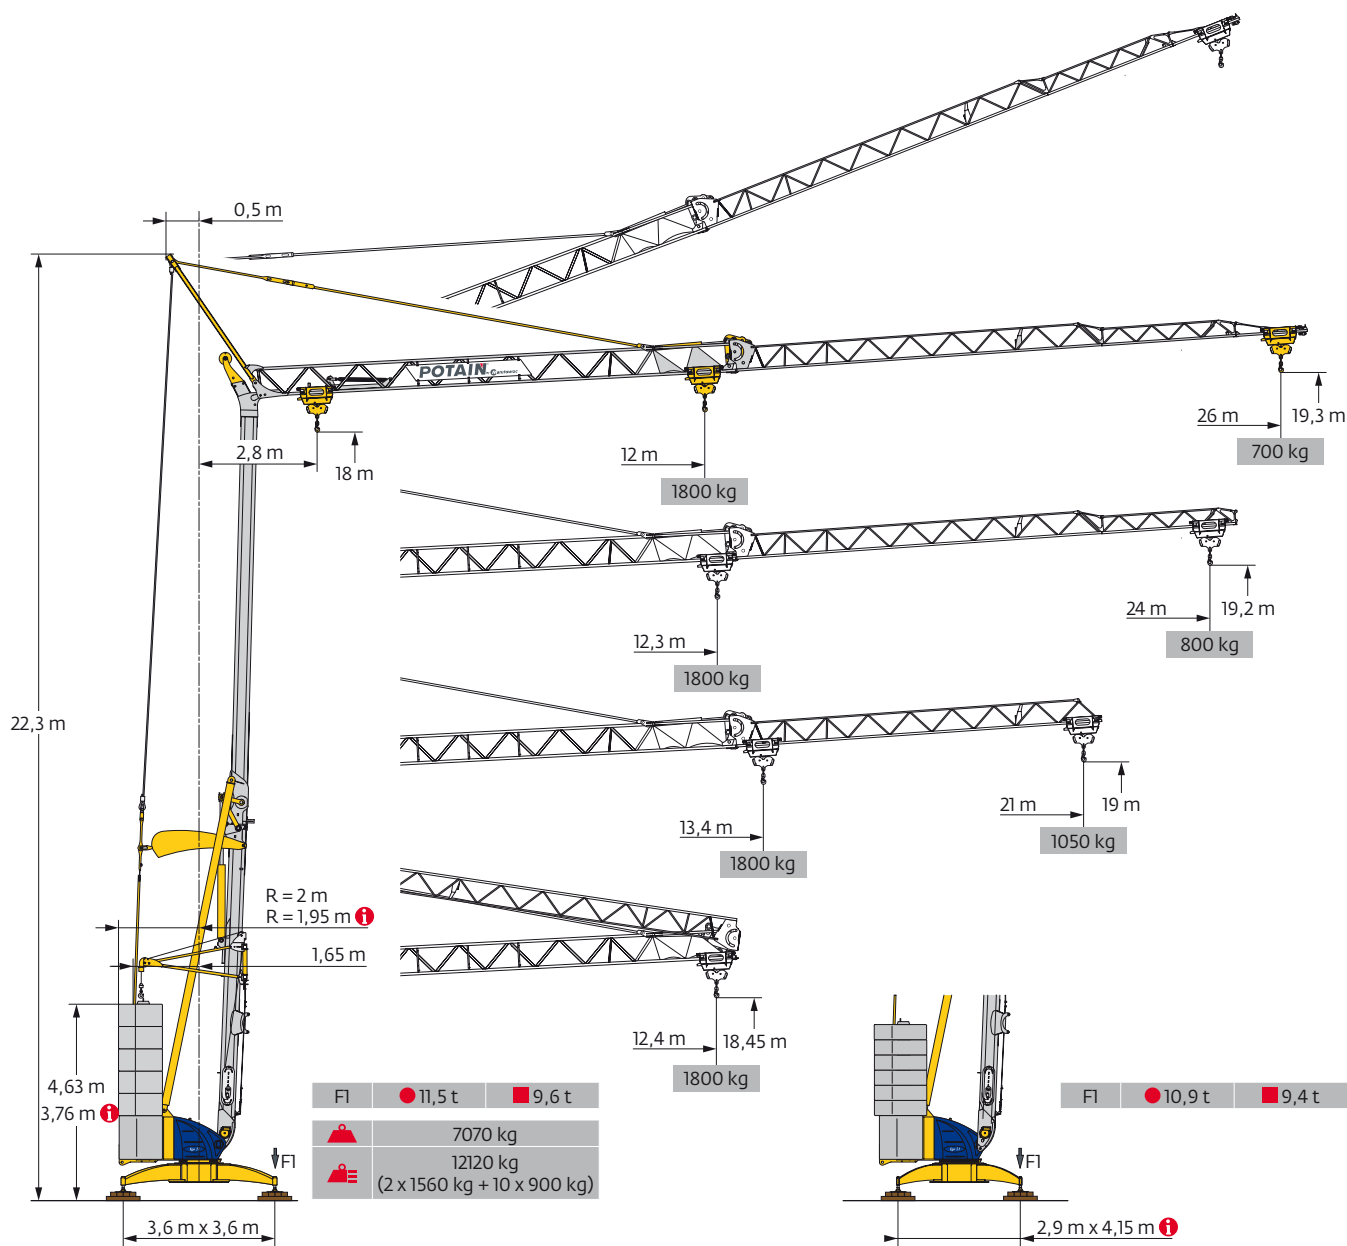 0,5 m
POTAIN
2,8 m
18 m
12 m
1800 kg
26 m
19,3 m
700 kg
12,3 m
1800 kg
24 m
19,2 m
800 kg
22,3 m
13,4 m
1800 kg
21 m
19 m
1050 kg
R = 2 m
R = 1,95 m i
1,65 m
12,4 m
18,45 m
1800 kg
4,63 m
3,76 m i
F1 11,5 t 9,6 t
7070 kg
12120 kg
(2 x 1560 kg + 10 x 900 kg)
F1
3,6 m x 3,6 m
F1 10,9 t 9,4 t
F1
2,9 m x 4,15 m i